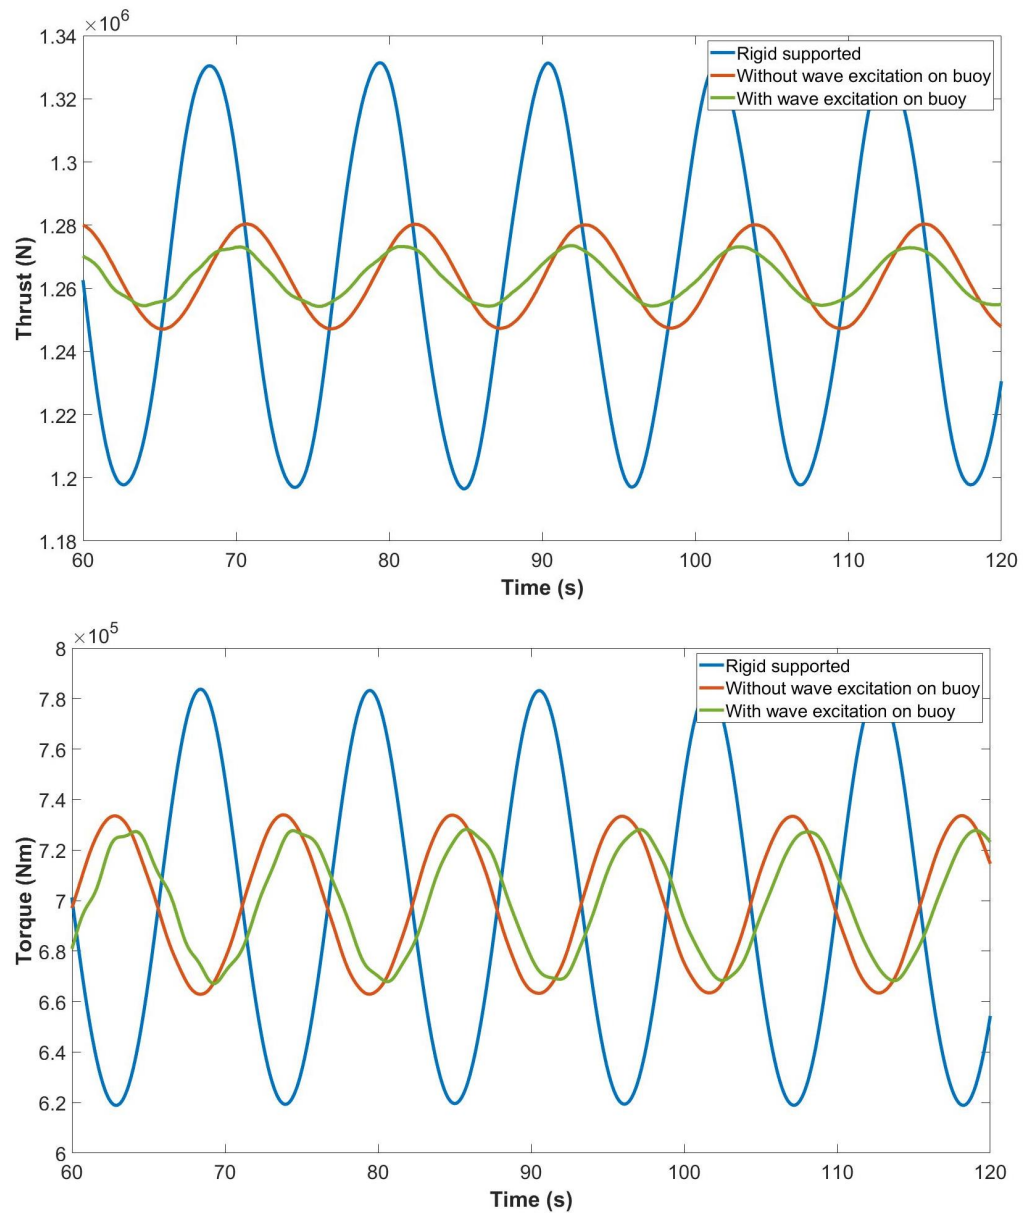 ×10^6
1.34
1.32
1.3
1.28
1.26
1.24
1.22
1.2
1.18
Thrust (N)
Rigid supported
Without wave excitation on buoy
With wave excitation on buoy
60 70 80 90 100 110 120
Time (s)
×10^5
8
7.8
7.6
7.4
7.2
7
6.8
6.6
6.4
6.2
6
Torque (Nm)
Rigid supported
Without wave excitation on buoy
With wave excitation on buoy
60 70 80 90 100 110 120
Time (s)